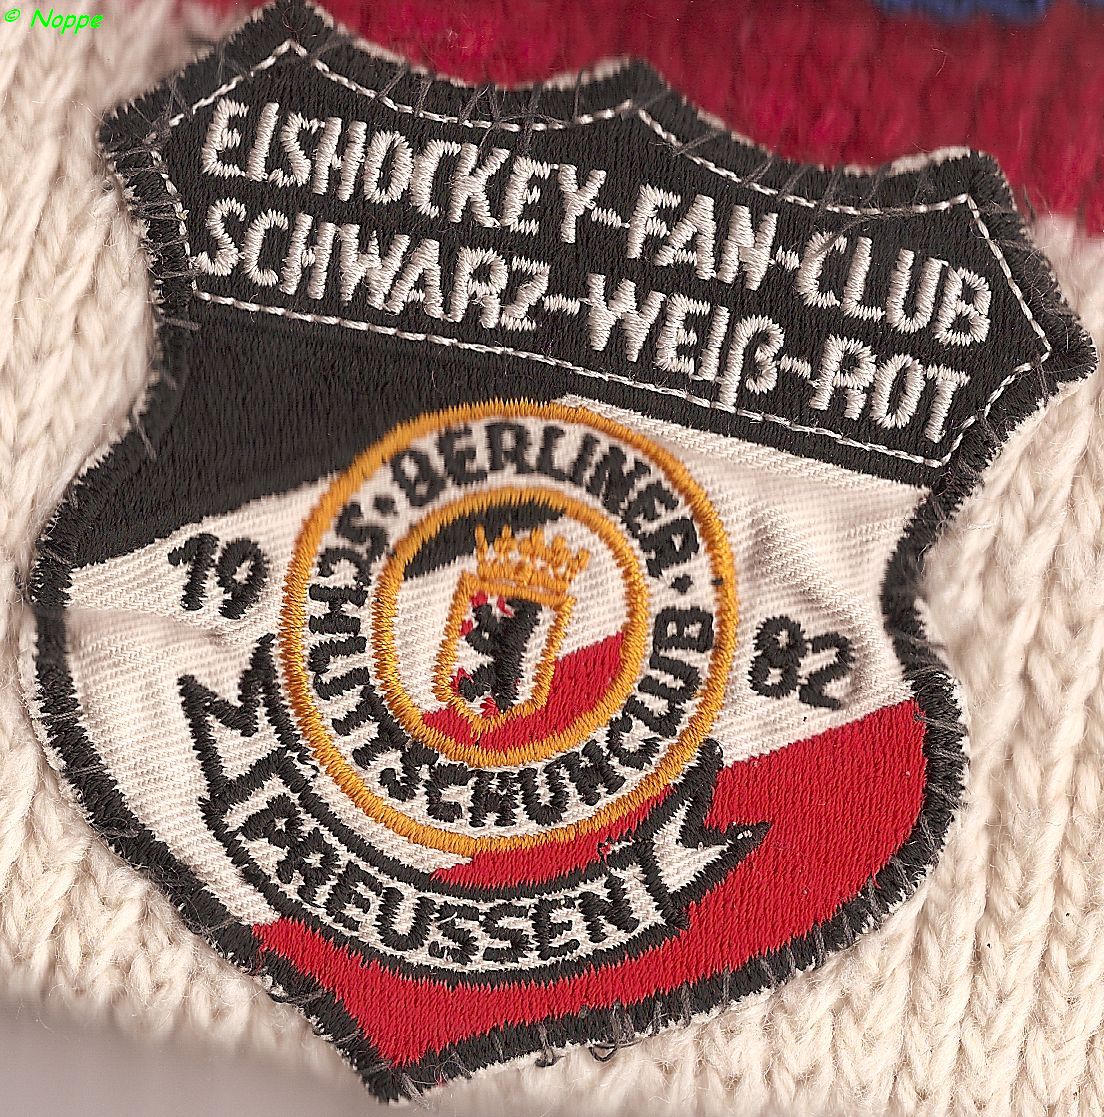 © Noppe
EISHOCKEY-FAN-CLUB
SCHWARZ-WEIß-ROT
BERLINER · SCHLITTSCHUHCLUB ·
19 82
PREUSSEN